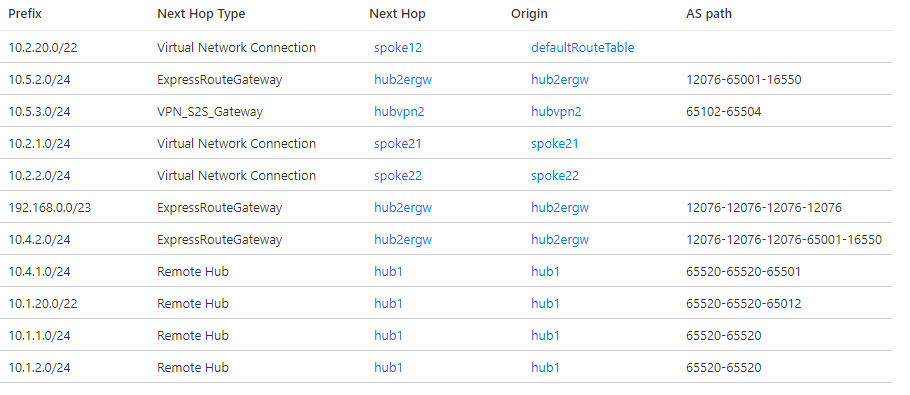 Prefix Next Hop Type Next Hop Origin AS path
10.2.20.0/22 Virtual Network Connection spoke12 defaultRouteTable
10.5.2.0/24 ExpressRouteGateway hub2ergw hub2ergw 12076-65001-16550
10.5.3.0/24 VPN_S2S_Gateway hubvpn2 hubvpn2 65102-65504
10.2.1.0/24 Virtual Network Connection spoke21 spoke21
10.2.2.0/24 Virtual Network Connection spoke22 spoke22
192.168.0.0/23 ExpressRouteGateway hub2ergw hub2ergw 12076-12076-12076-12076
10.4.2.0/24 ExpressRouteGateway hub2ergw hub2ergw 12076-12076-12076-65001-16550
10.4.1.0/24 Remote Hub hub1 hub1 65520-65520-65501
10.1.20.0/22 Remote Hub hub1 hub1 65520-65520-65012
10.1.1.0/24 Remote Hub hub1 hub1 65520-65520
10.1.2.0/24 Remote Hub hub1 hub1 65520-65520